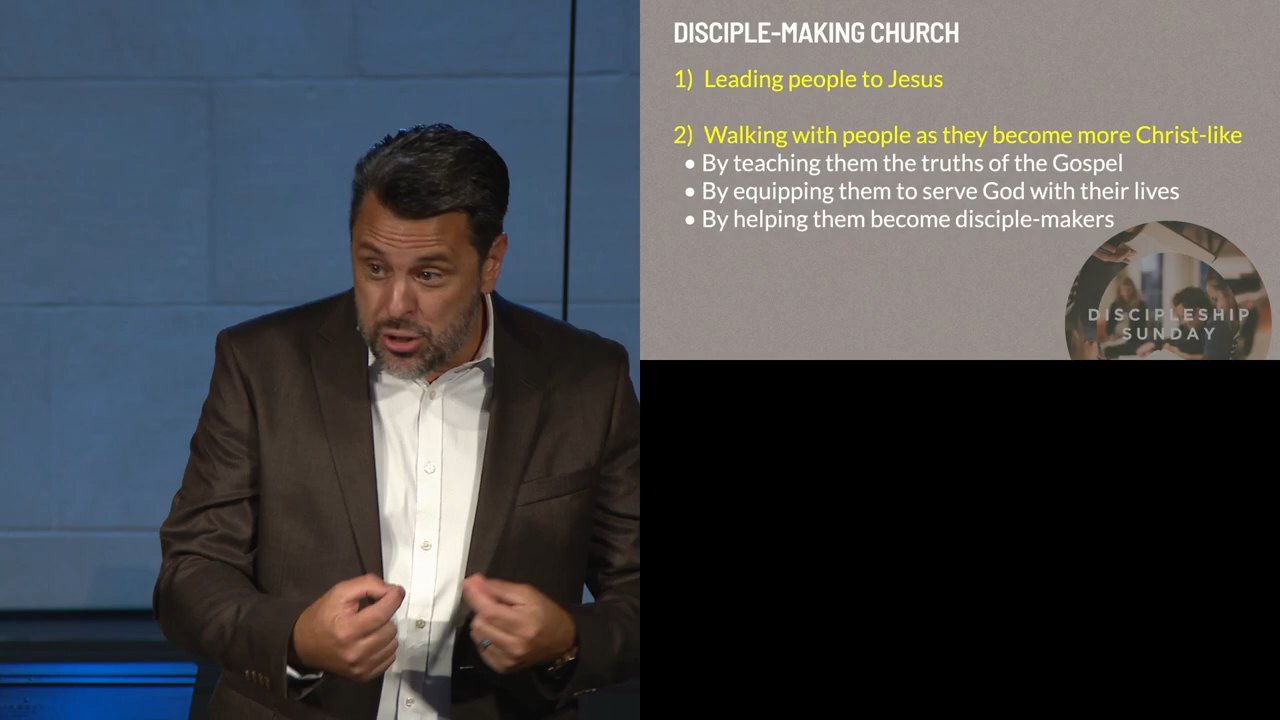 DISCIPLE-MAKING CHURCH
1) Leading people to Jesus
2) Walking with people as they become more Christ-like
• By teaching them the truths of the Gospel
• By equipping them to serve God with their lives
• By helping them become disciple-makers
DISCIPLESHIP
SUNDAY